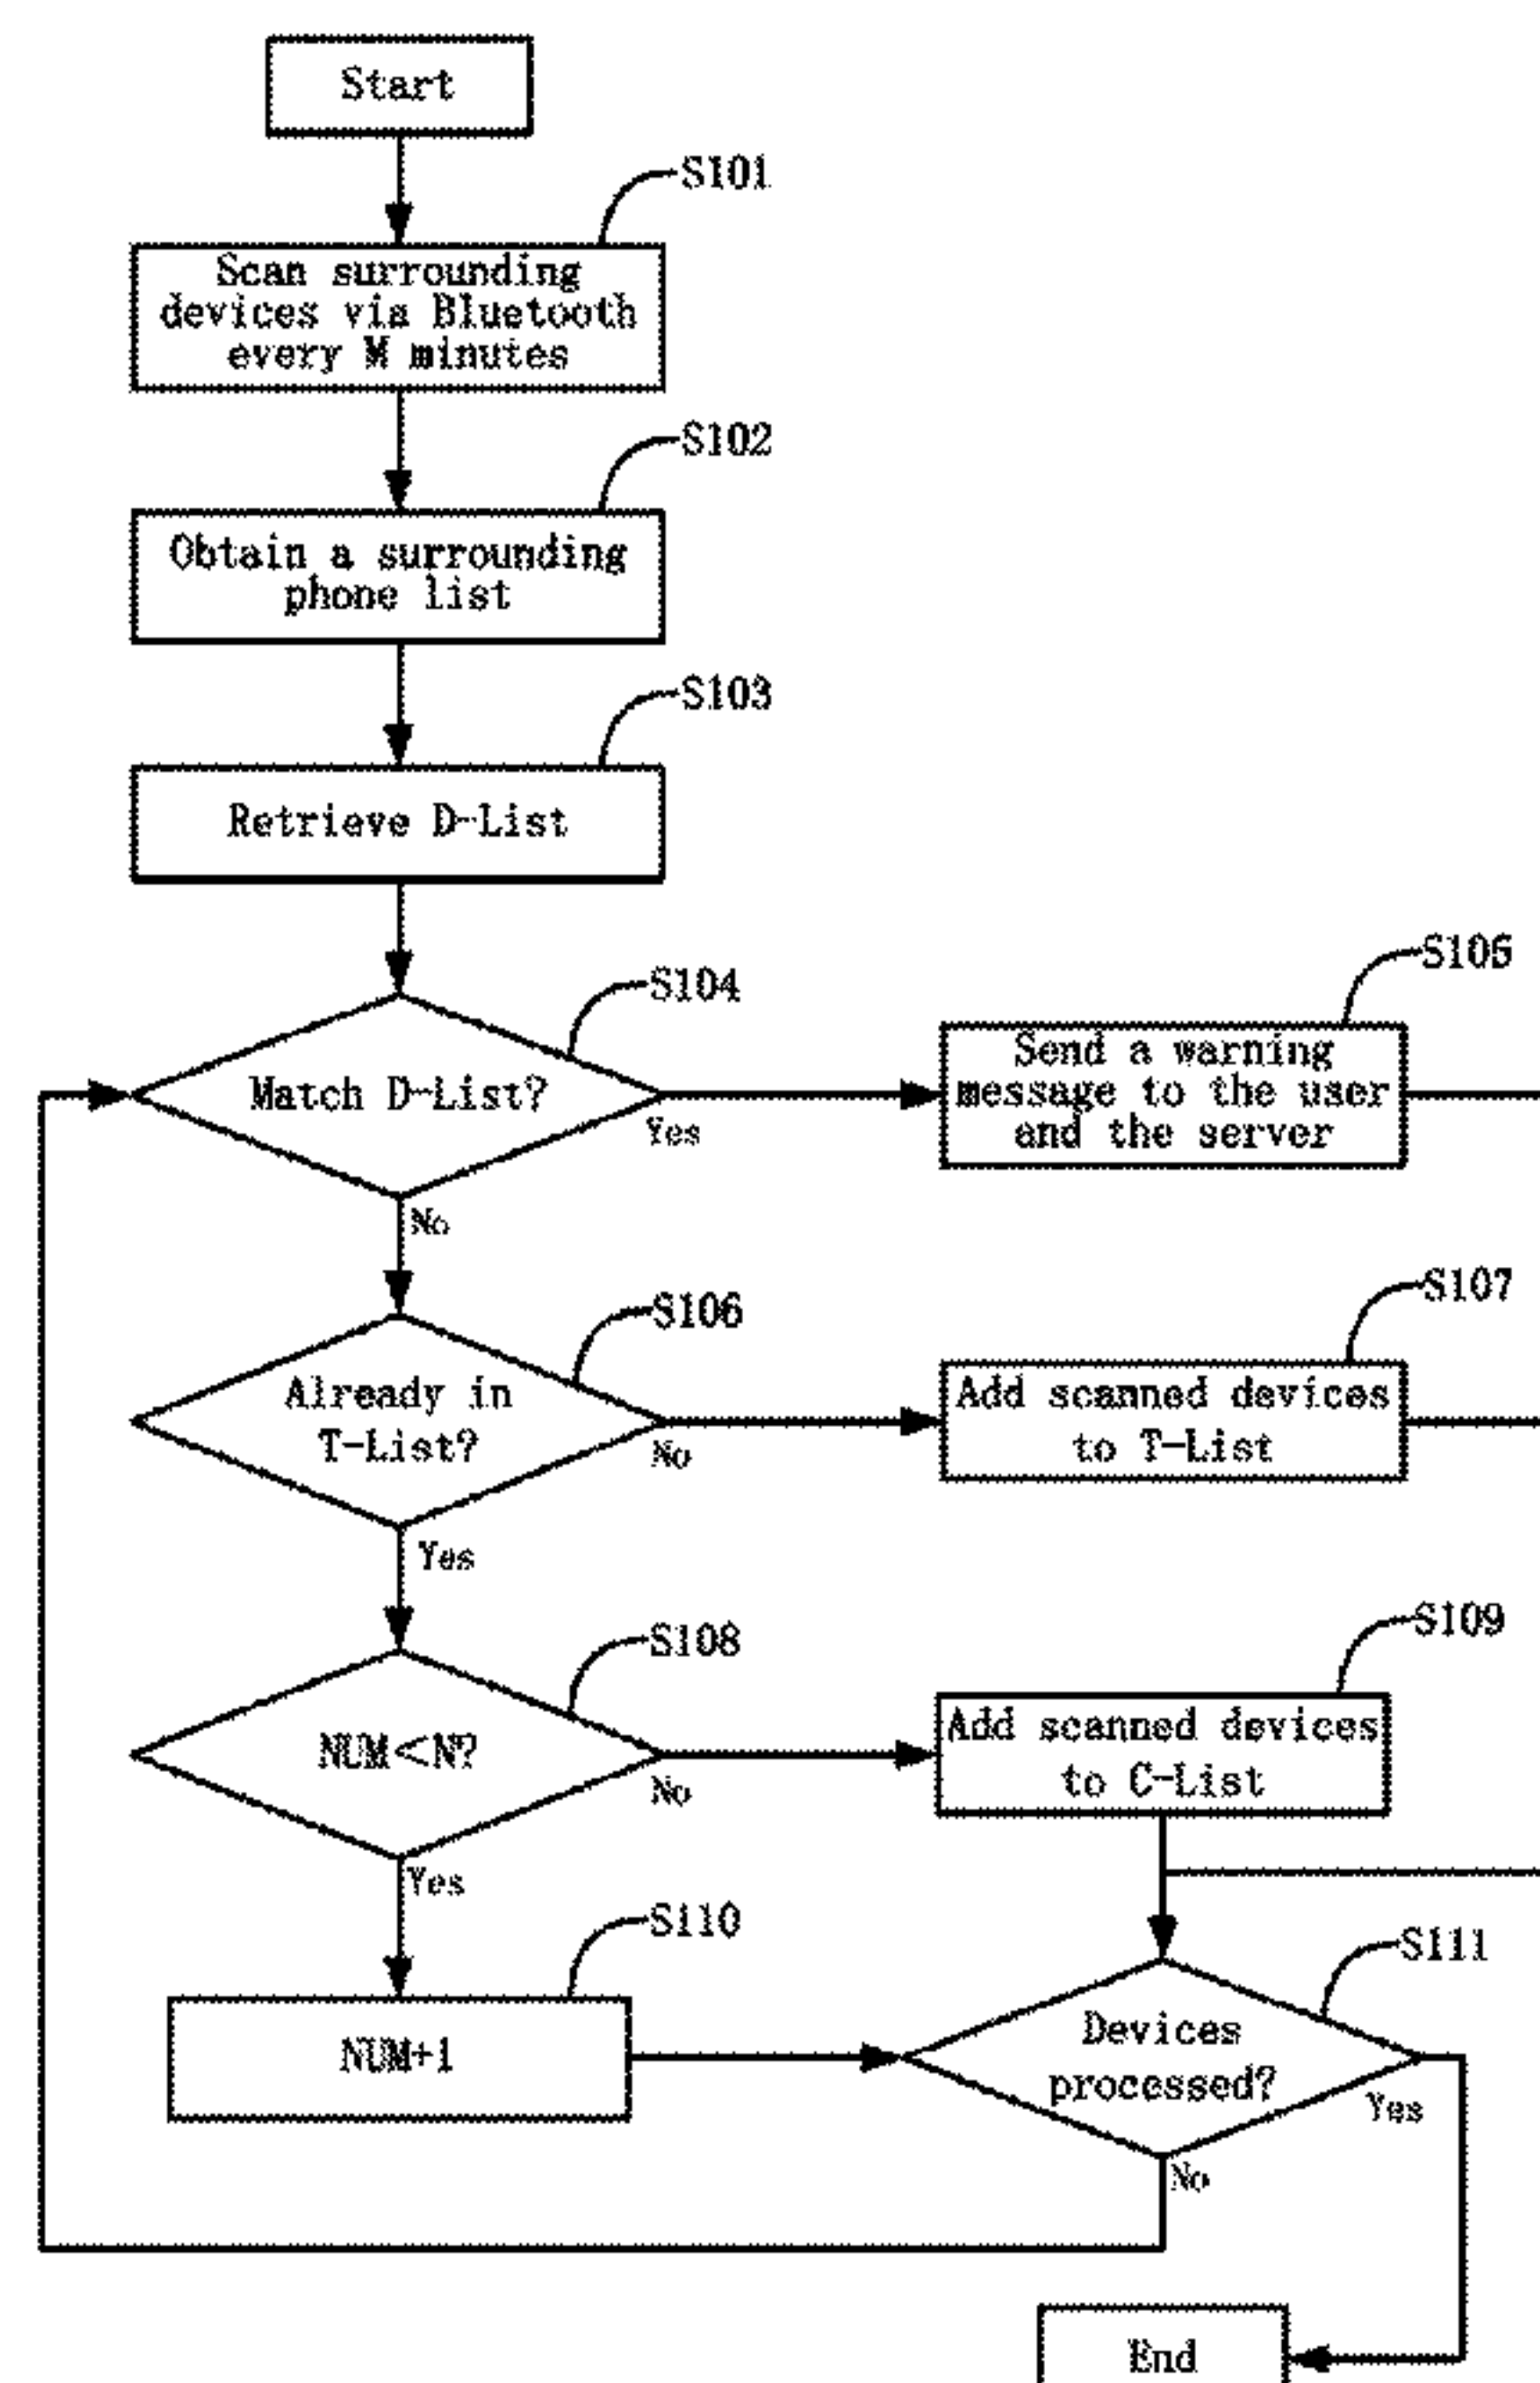 Start
S101
Scan surrounding
devices via Bluetooth
every M minutes
S102
Obtain a surrounding
phone list
S103
Retrieve D-List
S104
Match D-List?
Yes
No
S105
Send a warning
message to the user
and the server
S106
Already in
T-List?
No
Yes
S107
Add scanned devices
to T-List
S108
NUM<N?
No
Yes
S109
Add scanned devices
to C-List
S110
NUM+1
S111
Devices
processed?
Yes
No
End